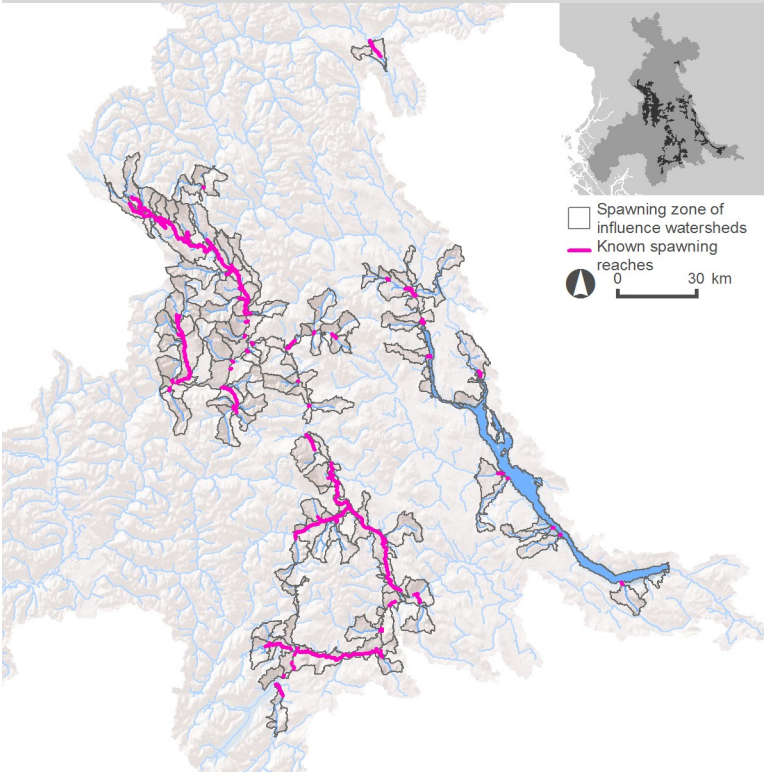 Spawning zone of
influence watersheds
Known spawning
reaches
0 30 km